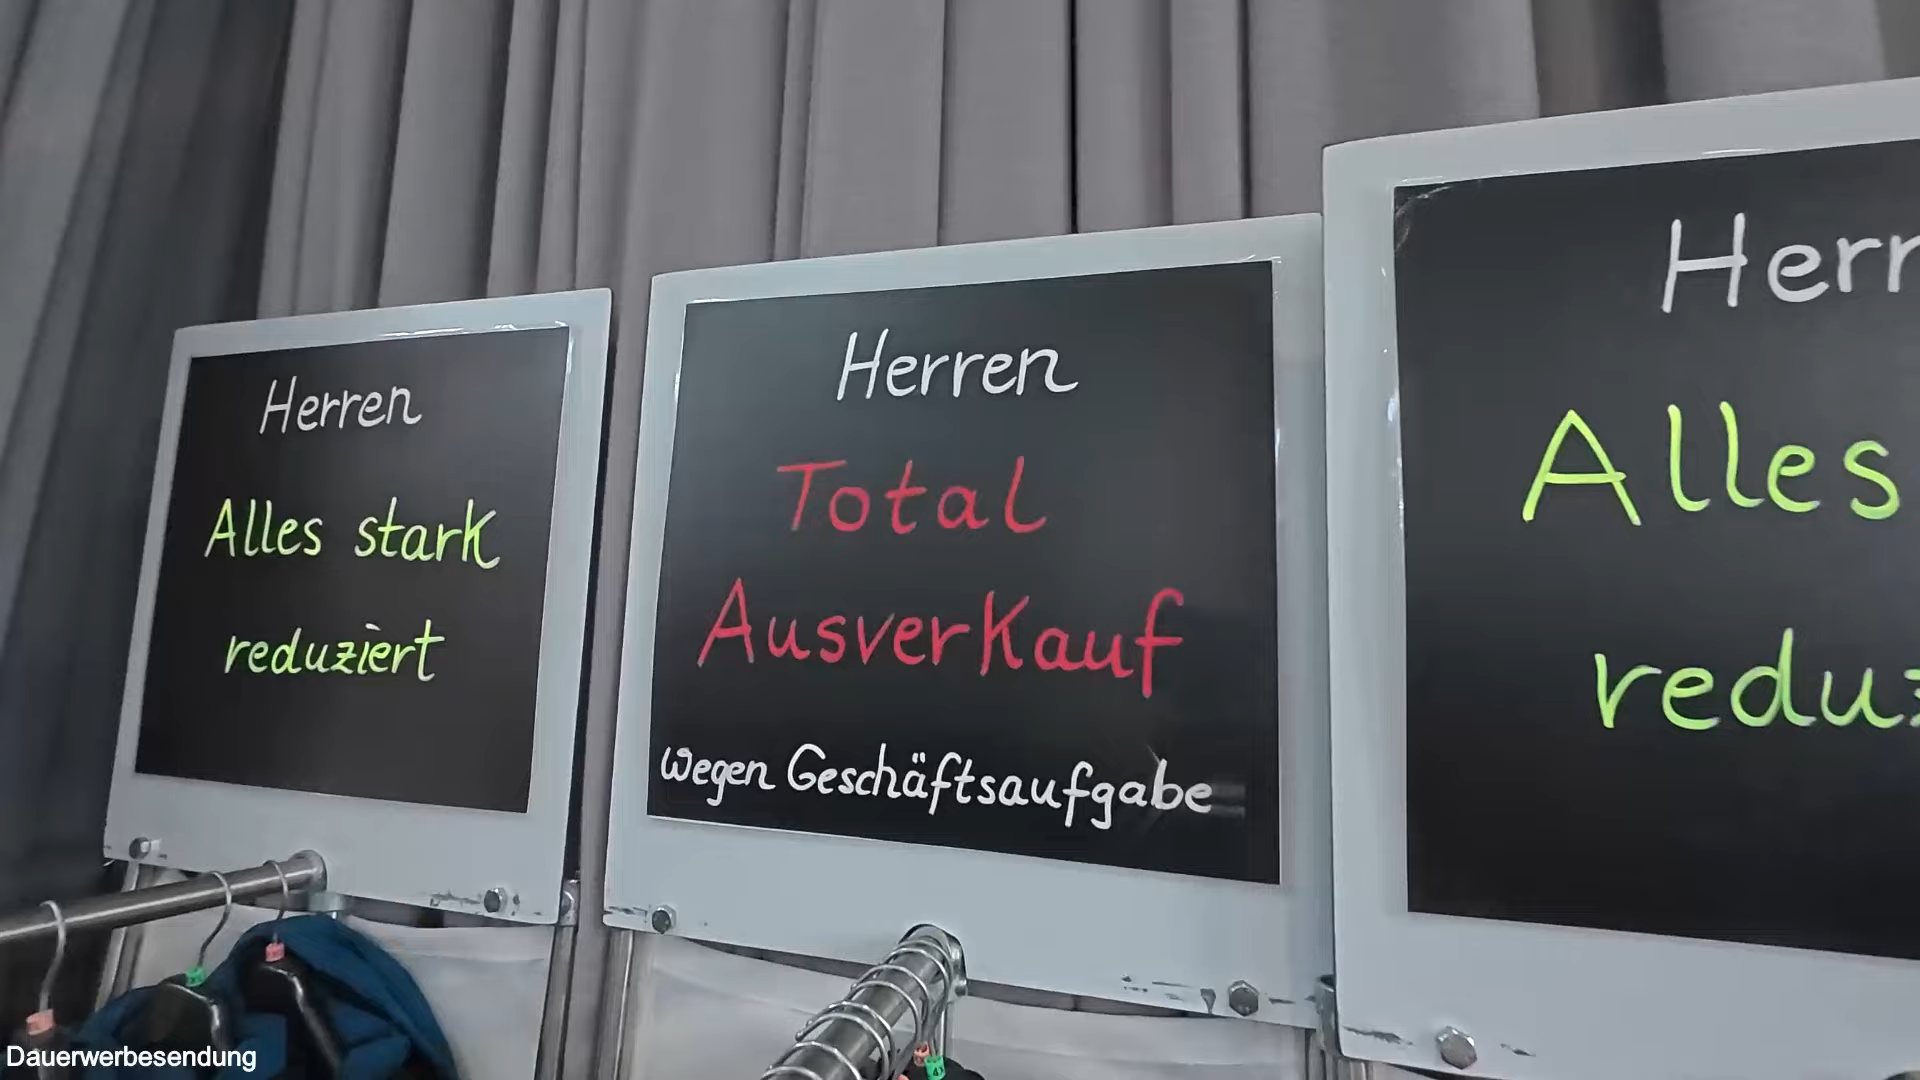 Herren
Alles stark
reduziert
Herren
Total
Ausverkauf
wegen Geschäftsaufgabe
Herr
Alles
reduz
Dauerwerbesendung